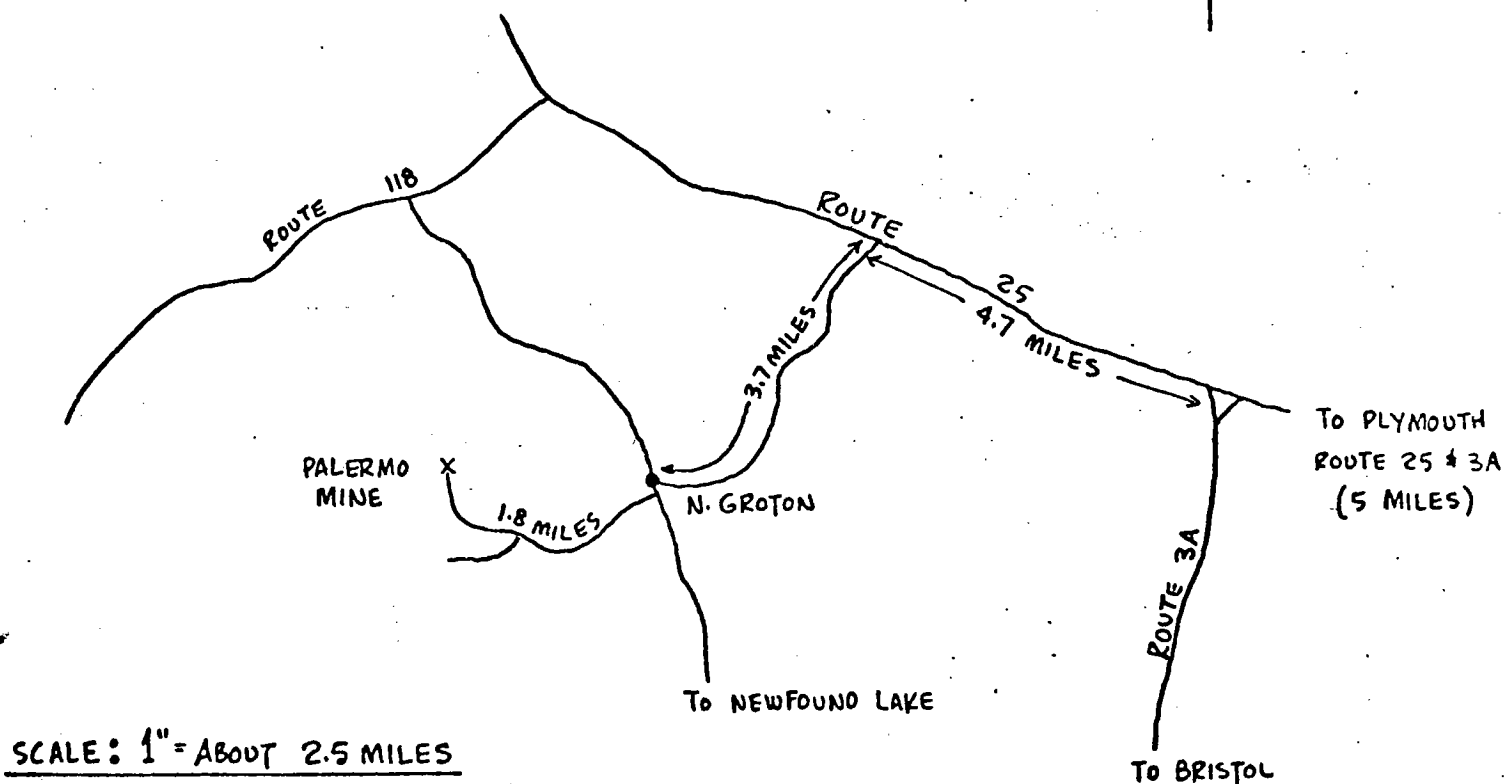 ROUTE 118
ROUTE
25
4.7 MILES
3.7 MILES
TO PLYMOUTH
ROUTE 25 & 3A
(5 MILES)
PALERMO
MINE
X
N. GROTON
1.8 MILES
ROUTE 3A
TO NEWFOUND LAKE
SCALE: 1" = ABOUT 2.5 MILES
TO BRISTOL